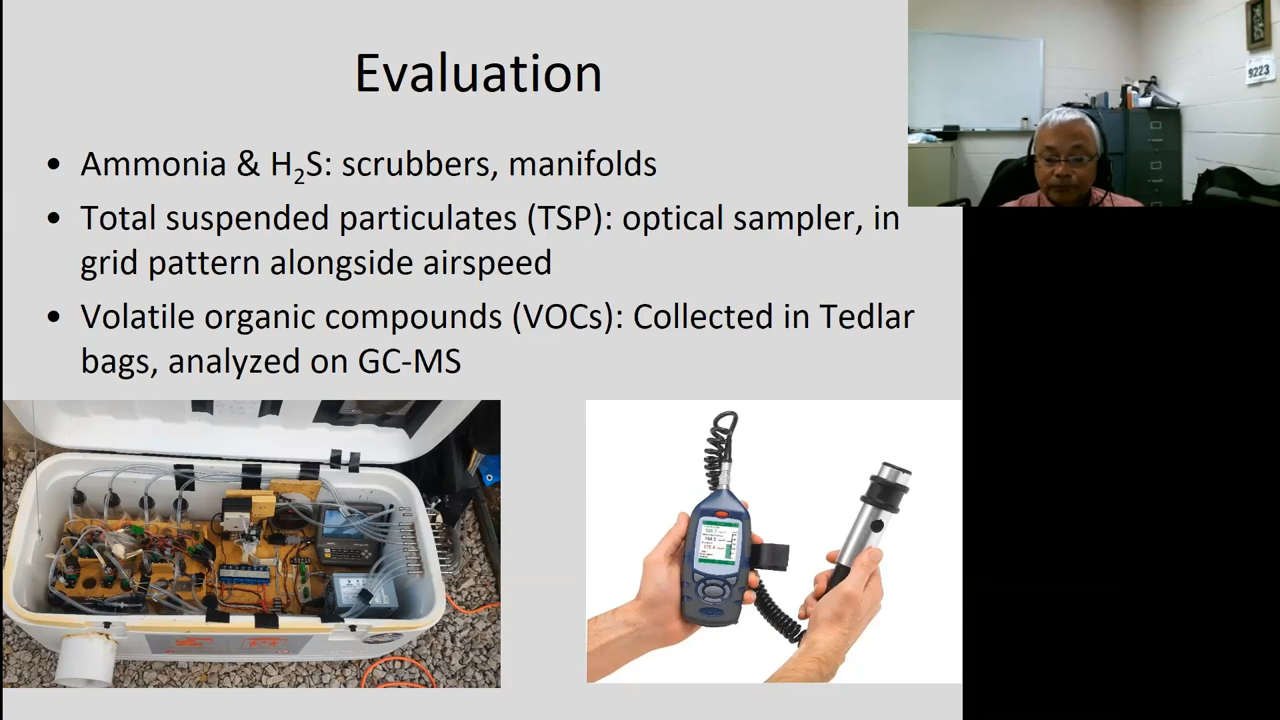 Evaluation
• Ammonia & H₂S: scrubbers, manifolds
• Total suspended particulates (TSP): optical sampler, in
grid pattern alongside airspeed
• Volatile organic compounds (VOCs): Collected in Tedlar
bags, analyzed on GC-MS
9223